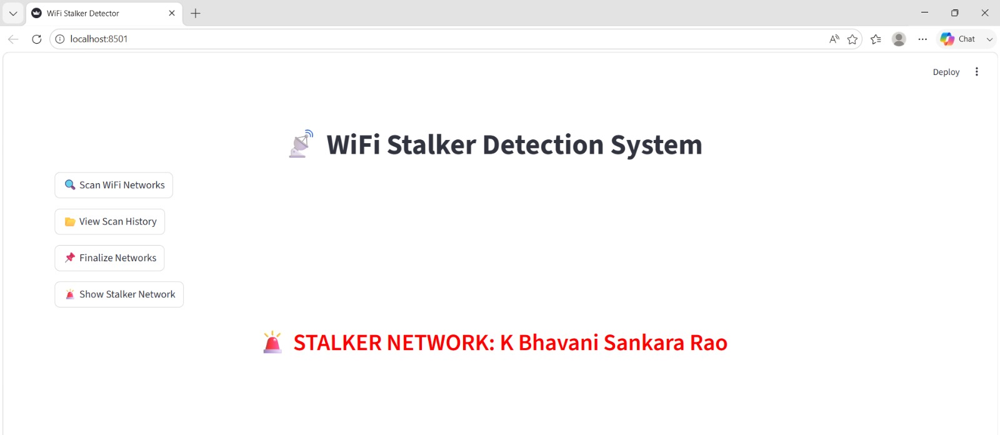 WiFi Stalker Detector
localhost:8501
Chat
Deploy
WiFi Stalker Detection System
Scan WiFi Networks
View Scan History
Finalize Networks
Show Stalker Network
STALKER NETWORK: K Bhavani Sankara Rao